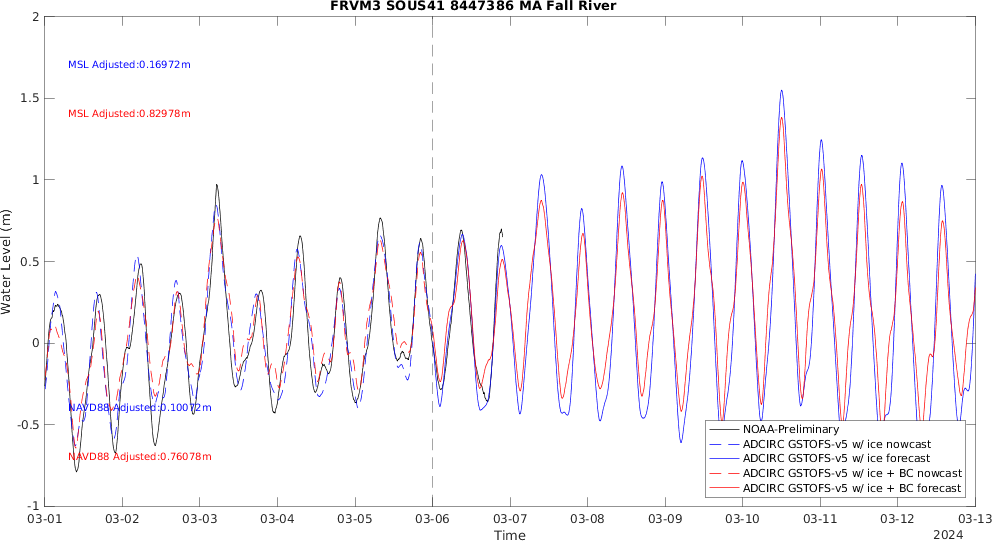 FRVM3 SOUS41 8447386 MA Fall River
2
1.5
1
0.5
0
-0.5
-1
Water Level (m)
MSL Adjusted:0.16972m
MSL Adjusted:0.82978m
NAVD88 Adjusted:0.10072m
NAVD88 Adjusted:0.76078m
NOAA-Preliminary
ADCIRC GSTOFS-v5 w/ ice nowcast
ADCIRC GSTOFS-v5 w/ ice forecast
ADCIRC GSTOFS-v5 w/ ice + BC nowcast
ADCIRC GSTOFS-v5 w/ ice + BC forecast
03-01 03-02 03-03 03-04 03-05 03-06 03-07 03-08 03-09 03-10 03-11 03-12 03-13
Time
2024